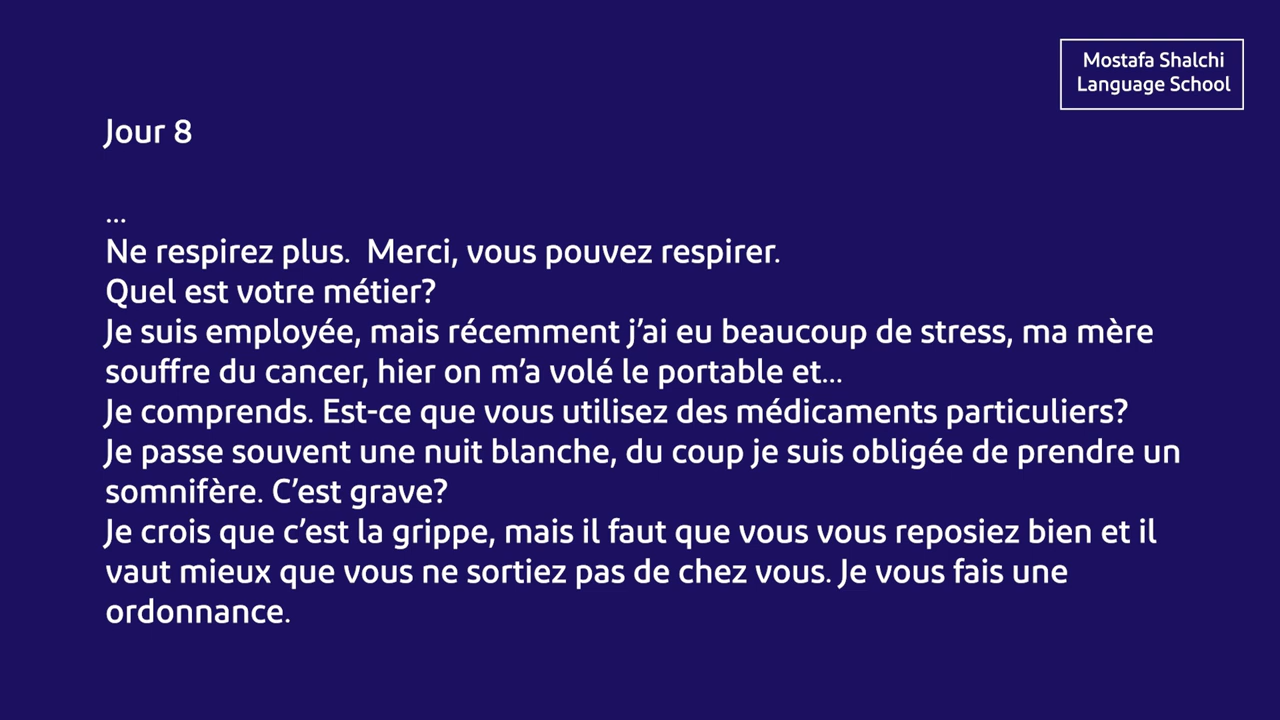 Mostafa Shalchi
Language School
Jour 8
...
Ne respirez plus.  Merci, vous pouvez respirer.
Quel est votre métier?
Je suis employée, mais récemment j’ai eu beaucoup de stress, ma mère
souffre du cancer, hier on m’a volé le portable et...
Je comprends. Est-ce que vous utilisez des médicaments particuliers?
Je passe souvent une nuit blanche, du coup je suis obligée de prendre un
somnifère. C’est grave?
Je crois que c’est la grippe, mais il faut que vous vous reposiez bien et il
vaut mieux que vous ne sortiez pas de chez vous. Je vous fais une
ordonnance.